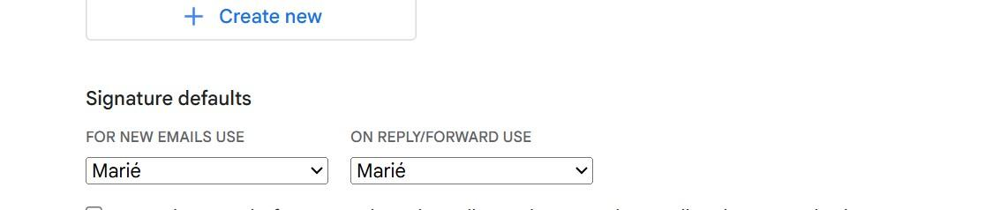 Create new
Signature defaults
FOR NEW EMAILS USE
ON REPLY/FORWARD USE
Marié
Marié